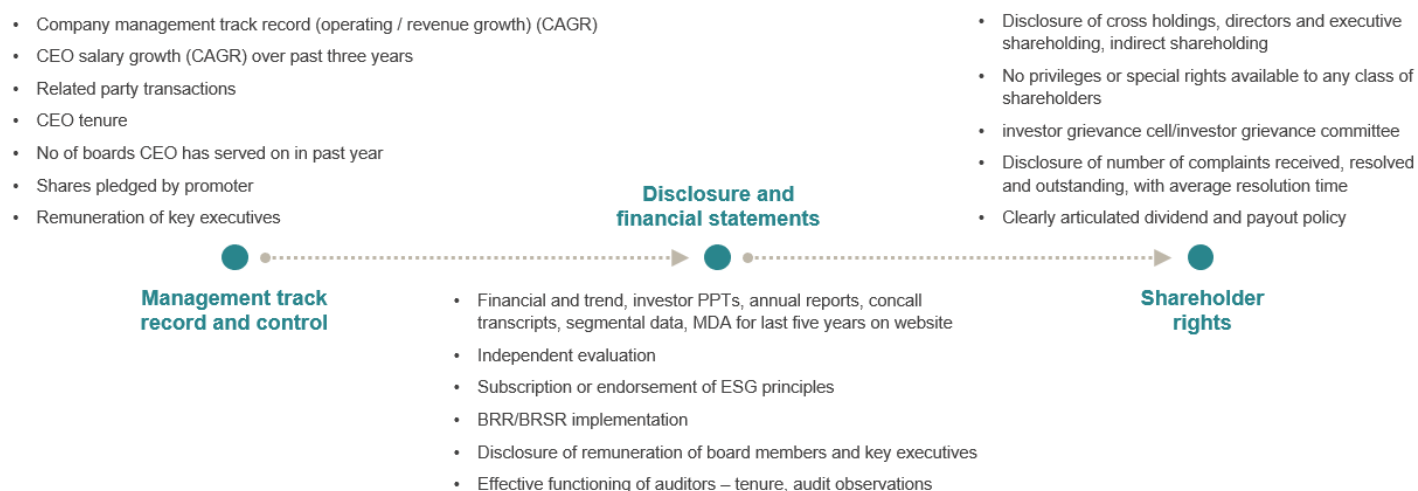 • Company management track record (operating / revenue growth) (CAGR)
• CEO salary growth (CAGR) over past three years
• Related party transactions
• CEO tenure
• No of boards CEO has served on in past year
• Shares pledged by promoter
• Remuneration of key executives
Management track
record and control
Disclosure and
financial statements
• Financial and trend, investor PPTs, annual reports, concall
transcripts, segmental data, MDA for last five years on website
• Independent evaluation
• Subscription or endorsement of ESG principles
• BRR/BRSR implementation
• Disclosure of remuneration of board members and key executives
• Effective functioning of auditors – tenure, audit observations
• Disclosure of cross holdings, directors and executive
shareholding, indirect shareholding
• No privileges or special rights available to any class of
shareholders
• investor grievance cell/investor grievance committee
• Disclosure of number of complaints received, resolved
and outstanding, with average resolution time
• Clearly articulated dividend and payout policy
Shareholder
rights